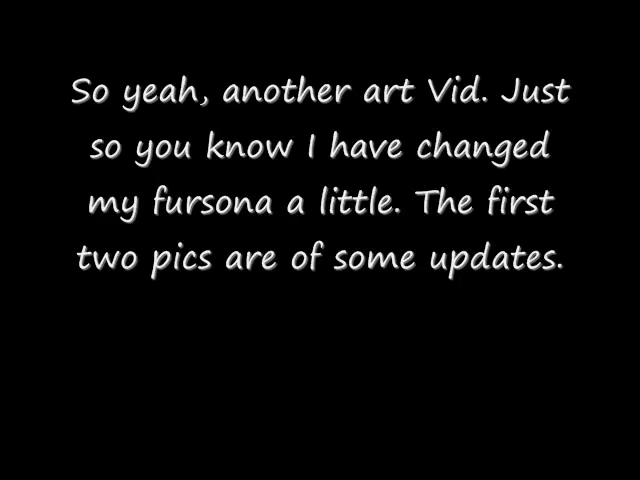 So yeah, another art Vid. Just
so you know I have changed
my fursona a little. The first
two pics are of some updates.